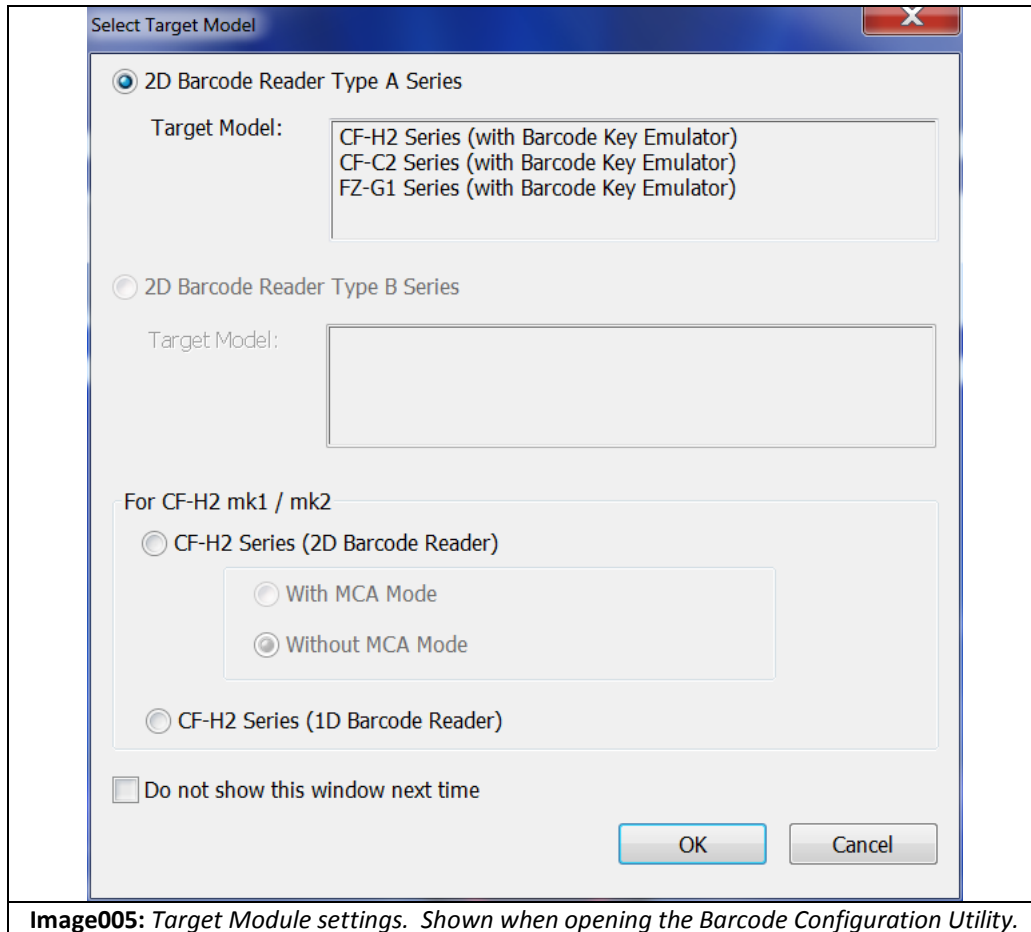 Select Target Model
2D Barcode Reader Type A Series
Target Model:
CF-H2 Series (with Barcode Key Emulator)
CF-C2 Series (with Barcode Key Emulator)
FZ-G1 Series (with Barcode Key Emulator)
2D Barcode Reader Type B Series
Target Model:
For CF-H2 mk1 / mk2
CF-H2 Series (2D Barcode Reader)
With MCA Mode
Without MCA Mode
CF-H2 Series (1D Barcode Reader)
Do not show this window next time
OK Cancel
Image005: Target Module settings. Shown when opening the Barcode Configuration Utility.